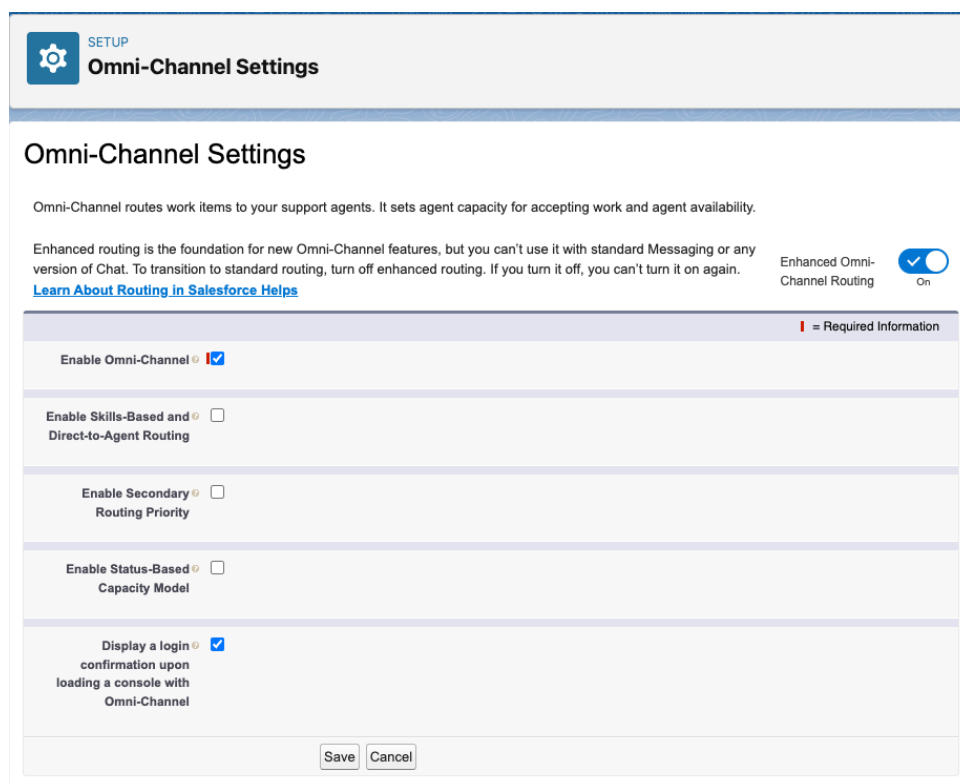 SETUP
Omni-Channel Settings
Omni-Channel Settings
Omni-Channel routes work items to your support agents. It sets agent capacity for accepting work and agent availability.
Enhanced routing is the foundation for new Omni-Channel features, but you can't use it with standard Messaging or any
version of Chat. To transition to standard routing, turn off enhanced routing. If you turn it off, you can't turn it on again.
Learn About Routing in Salesforce Helps
Enhanced Omni-
Channel Routing
On
= Required Information
Enable Omni-Channel
Enable Skills-Based and
Direct-to-Agent Routing
Enable Secondary
Routing Priority
Enable Status-Based
Capacity Model
Display a login
confirmation upon
loading a console with
Omni-Channel
Save
Cancel